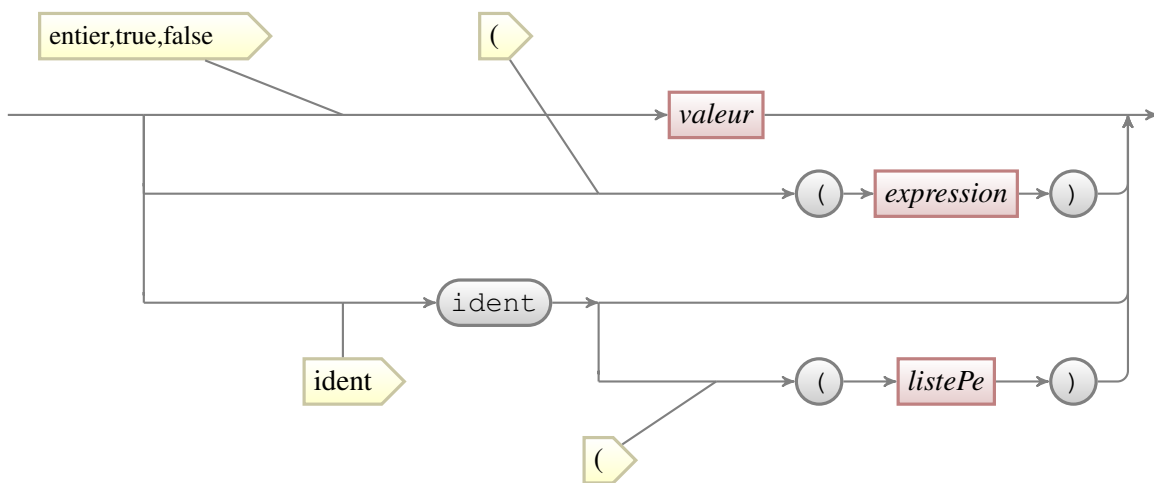 entier,true,false (
valeur
( expression )
ident
ident
( listePe )
(